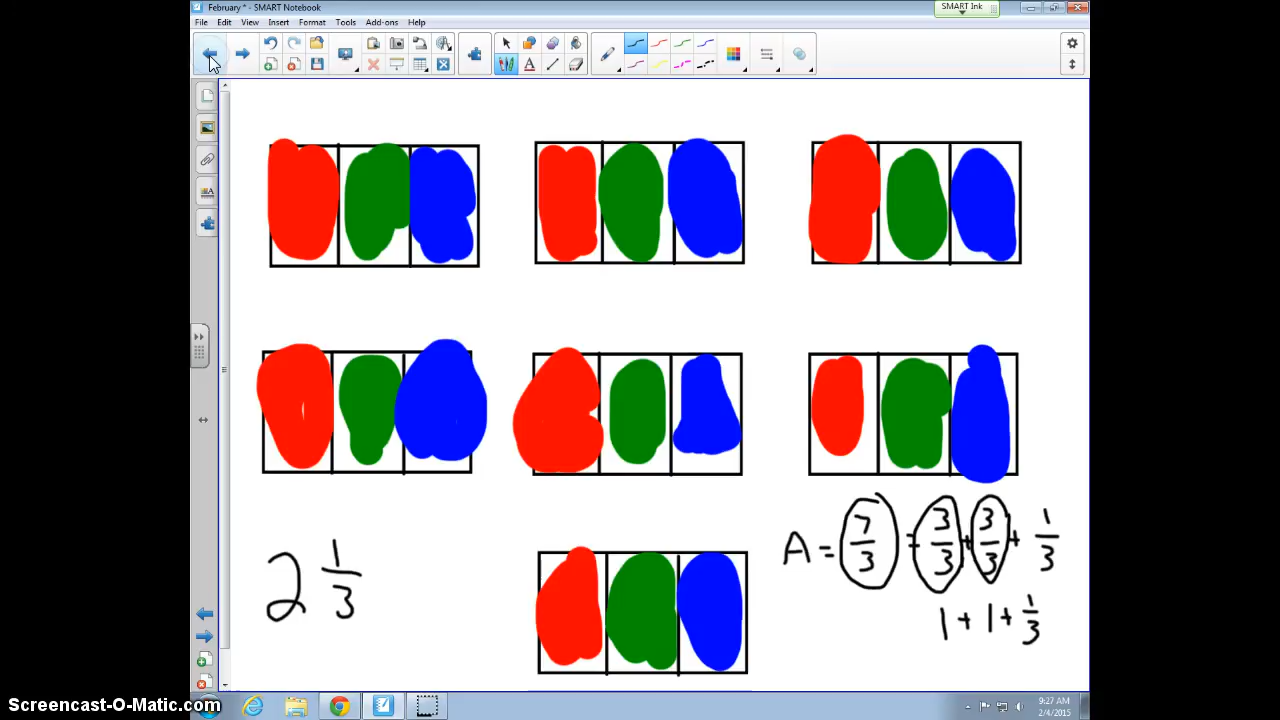 February * - SMART Notebook
SMART Ink
File Edit View Insert Format Tools Add-ons Help
A = 7/3 = 3/3 + 3/3 + 1/3
1 + 1 + 1/3
2 1/3
9:27 AM
2/4/2015
Screencast-O-Matic.com